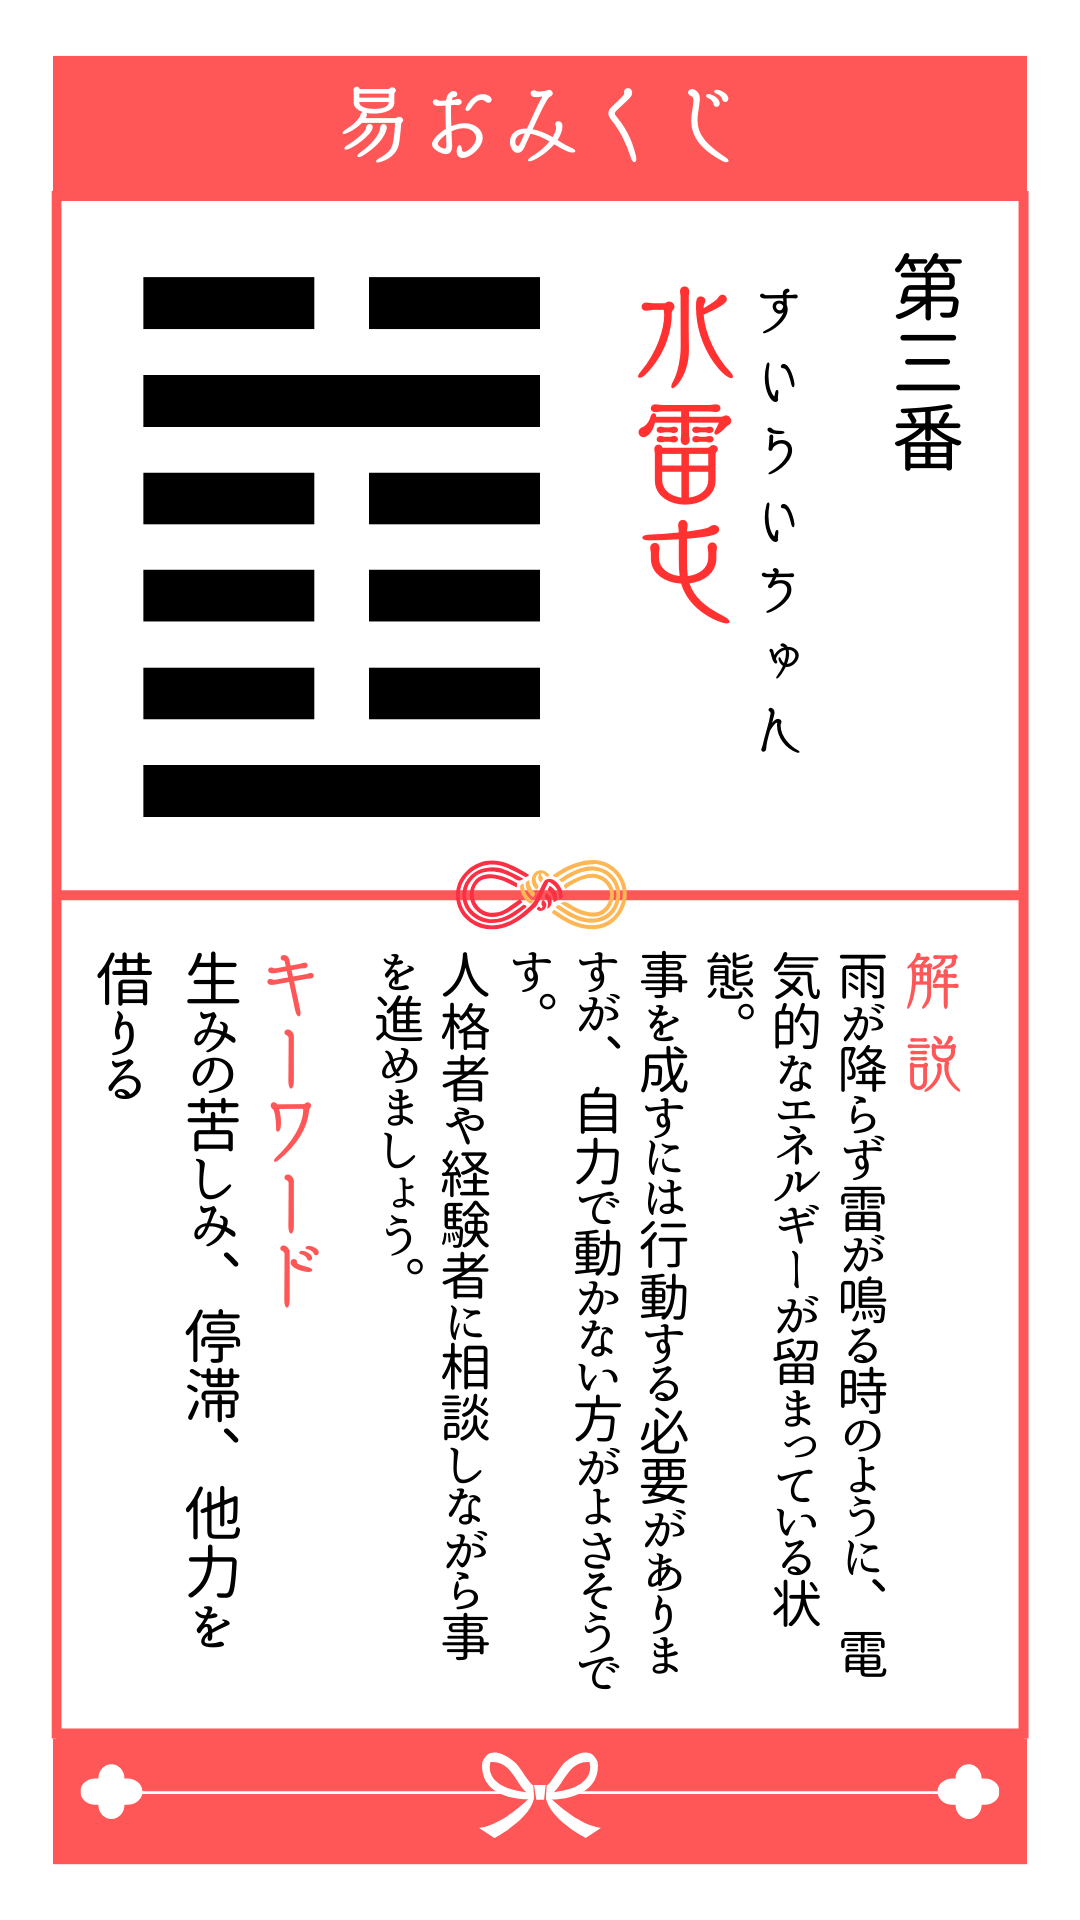 易おみくじ
第三番
すいらいちゅん
水雷屯
解説
雨が降らず雷が鳴る時のように、電
気的なエネルギーが留まっている状
態。
事を成すには行動する必要がありま
すが、自力で動かない方がよさそうで
す。
人格者や経験者に相談しながら事
を進めましょう。
キーワード
生みの苦しみ、停滞、他力を
借りる